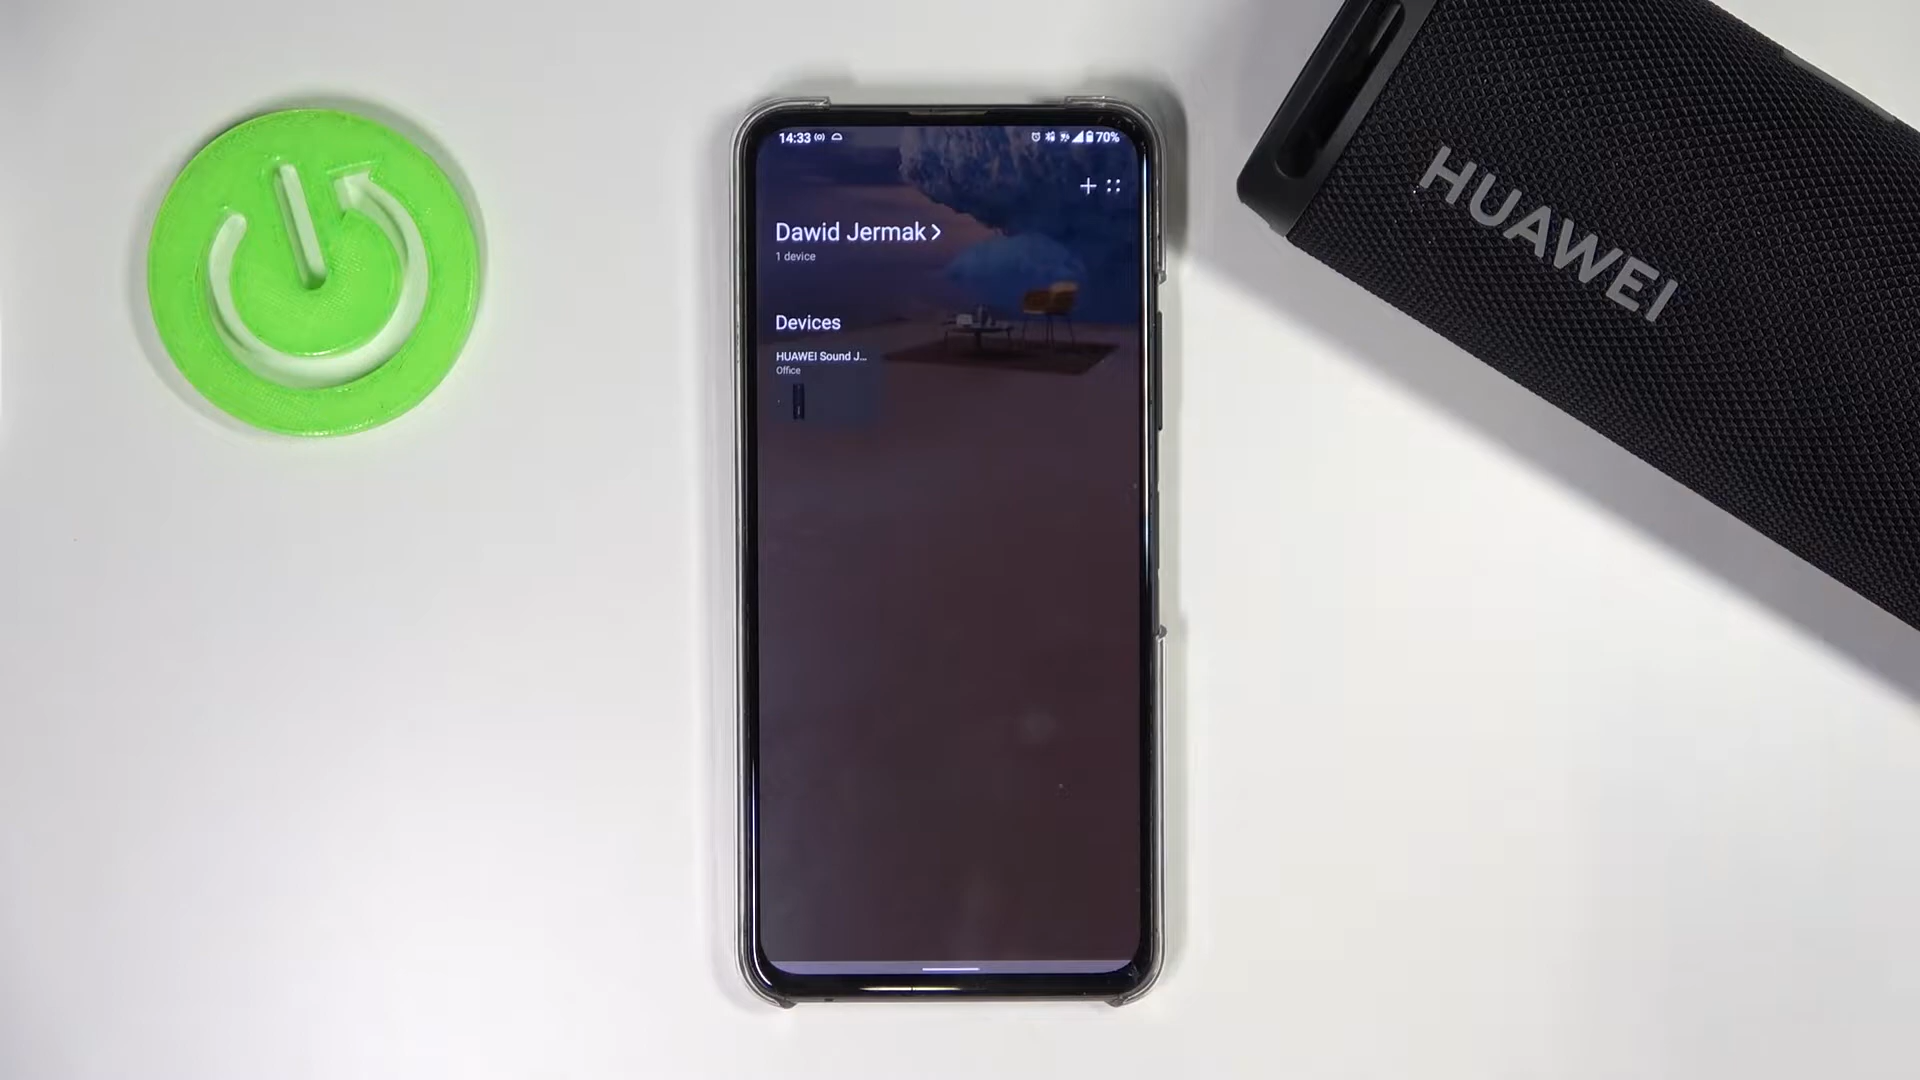 14:33
70%
Dawid Jermak
1 device
Devices
HUAWEI Sound J...
Office
HUAWEI